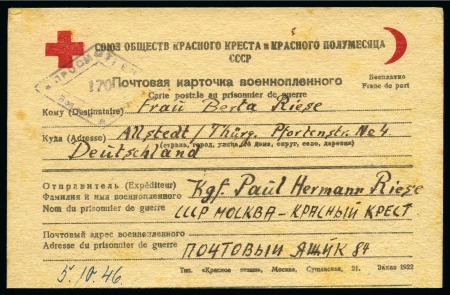 СОЮЗ ОБЩЕСТВ КРАСНОГО КРЕСТА и КРАСНОГО ПОЛУМЕСЯЦА
СССР
170
Почтовая карточка военнопленного
Бесплатно
Franc de port
Carte postale au prisonnier de guerre
Кому (Destinataire) Frau Berta Riese
Куда (Adresse) Allstedt/Thürg. Pfortenstr. No 4
(страна, город, улица, № дома, округ, село, деревня)
Deutschland
Отправитель (Expéditeur)
Фамилия и имя военнопленного
Nom du prisonnier de guerre
Kgf. Paul Hermann Riese
СССР МОСКВА - КРАСНЫЙ КРЕСТ
Почтовый адрес военнопленного
Adresse du prisonnier de guerre
ПОЧТОВЫЙ ЯЩИК 84
5.10.46.
Тип. «Красное знамя», Москва, Сущевская, 21. Заказ 1922